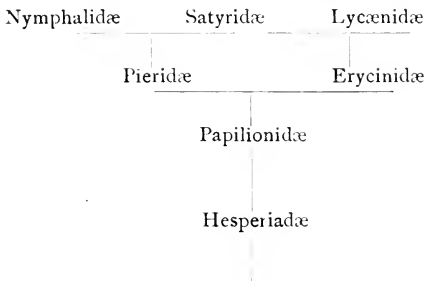 Nymphalidæ Satyridæ Lycænidæ
Pieridæ Erycinidæ
Papilionidæ
Hesperiadæ